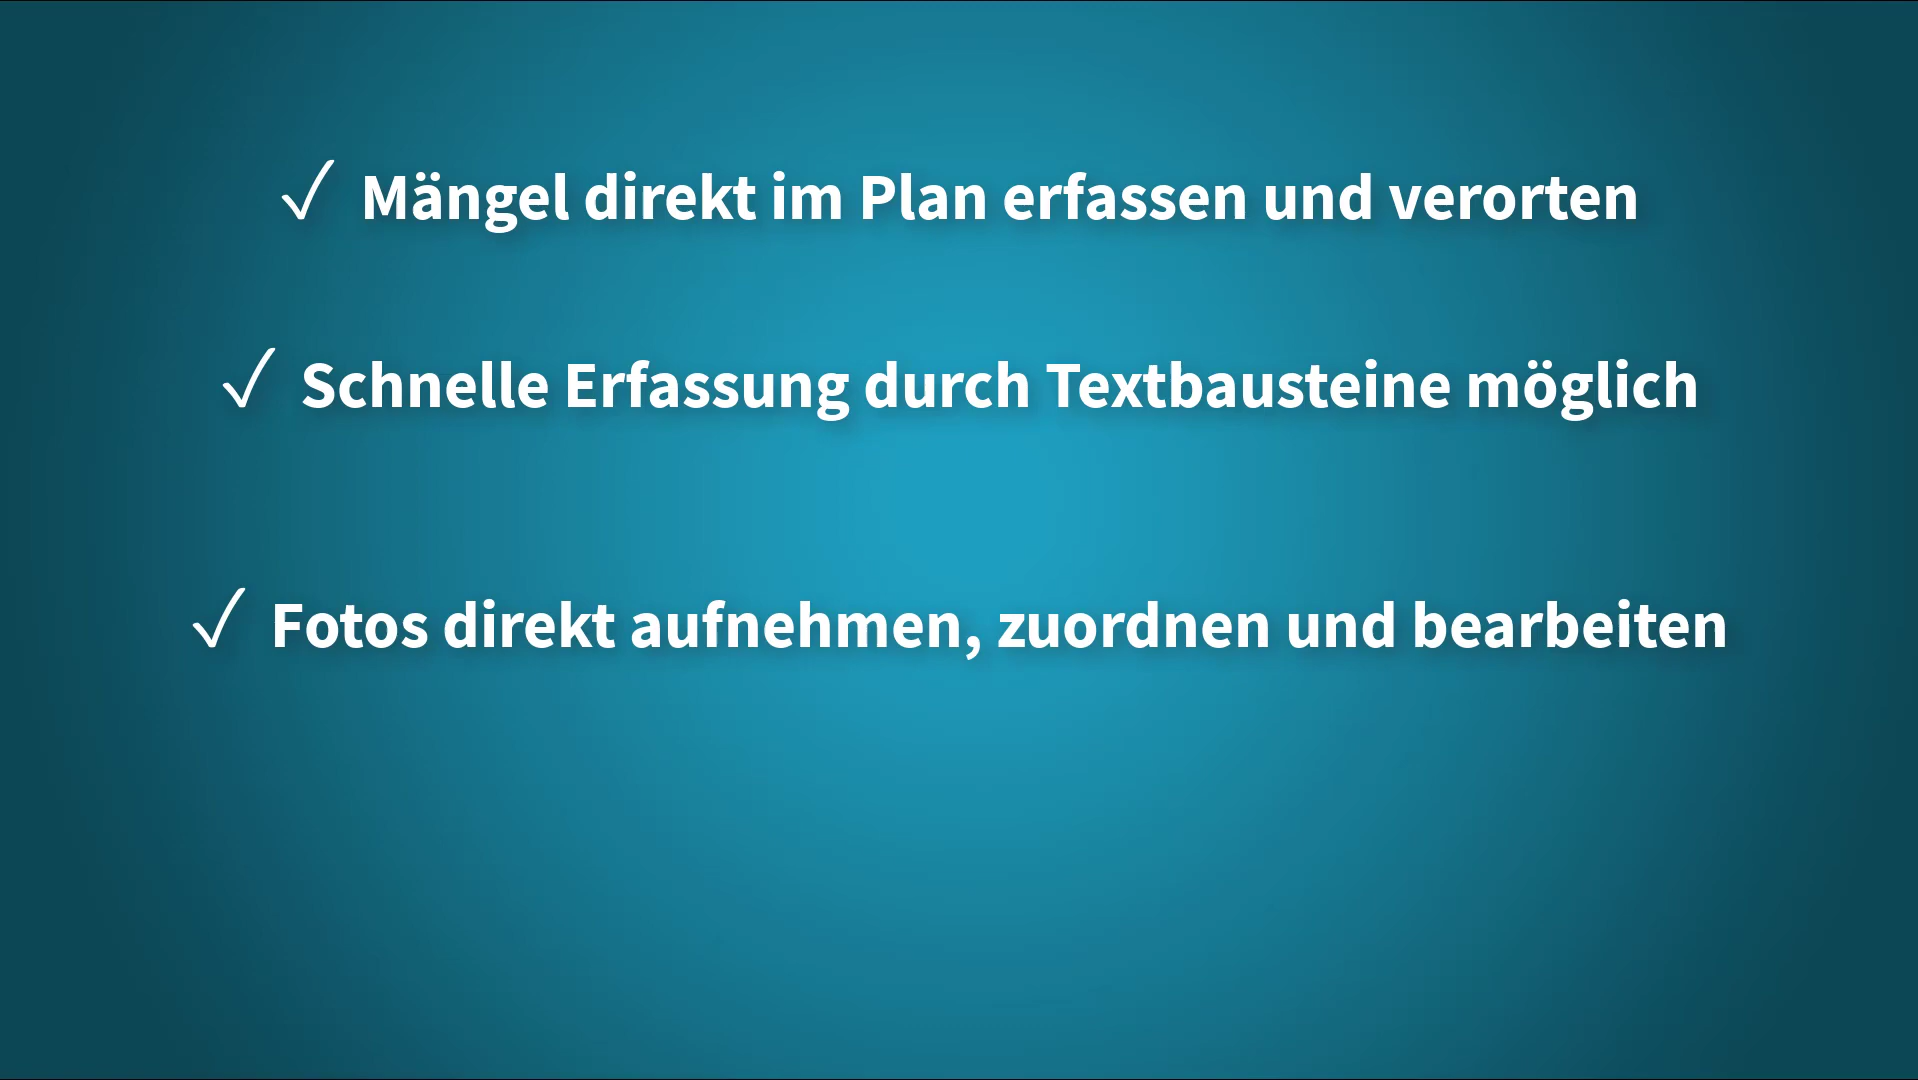 ✓ Mängel direkt im Plan erfassen und verorten
✓ Schnelle Erfassung durch Textbausteine möglich
✓ Fotos direkt aufnehmen, zuordnen und bearbeiten